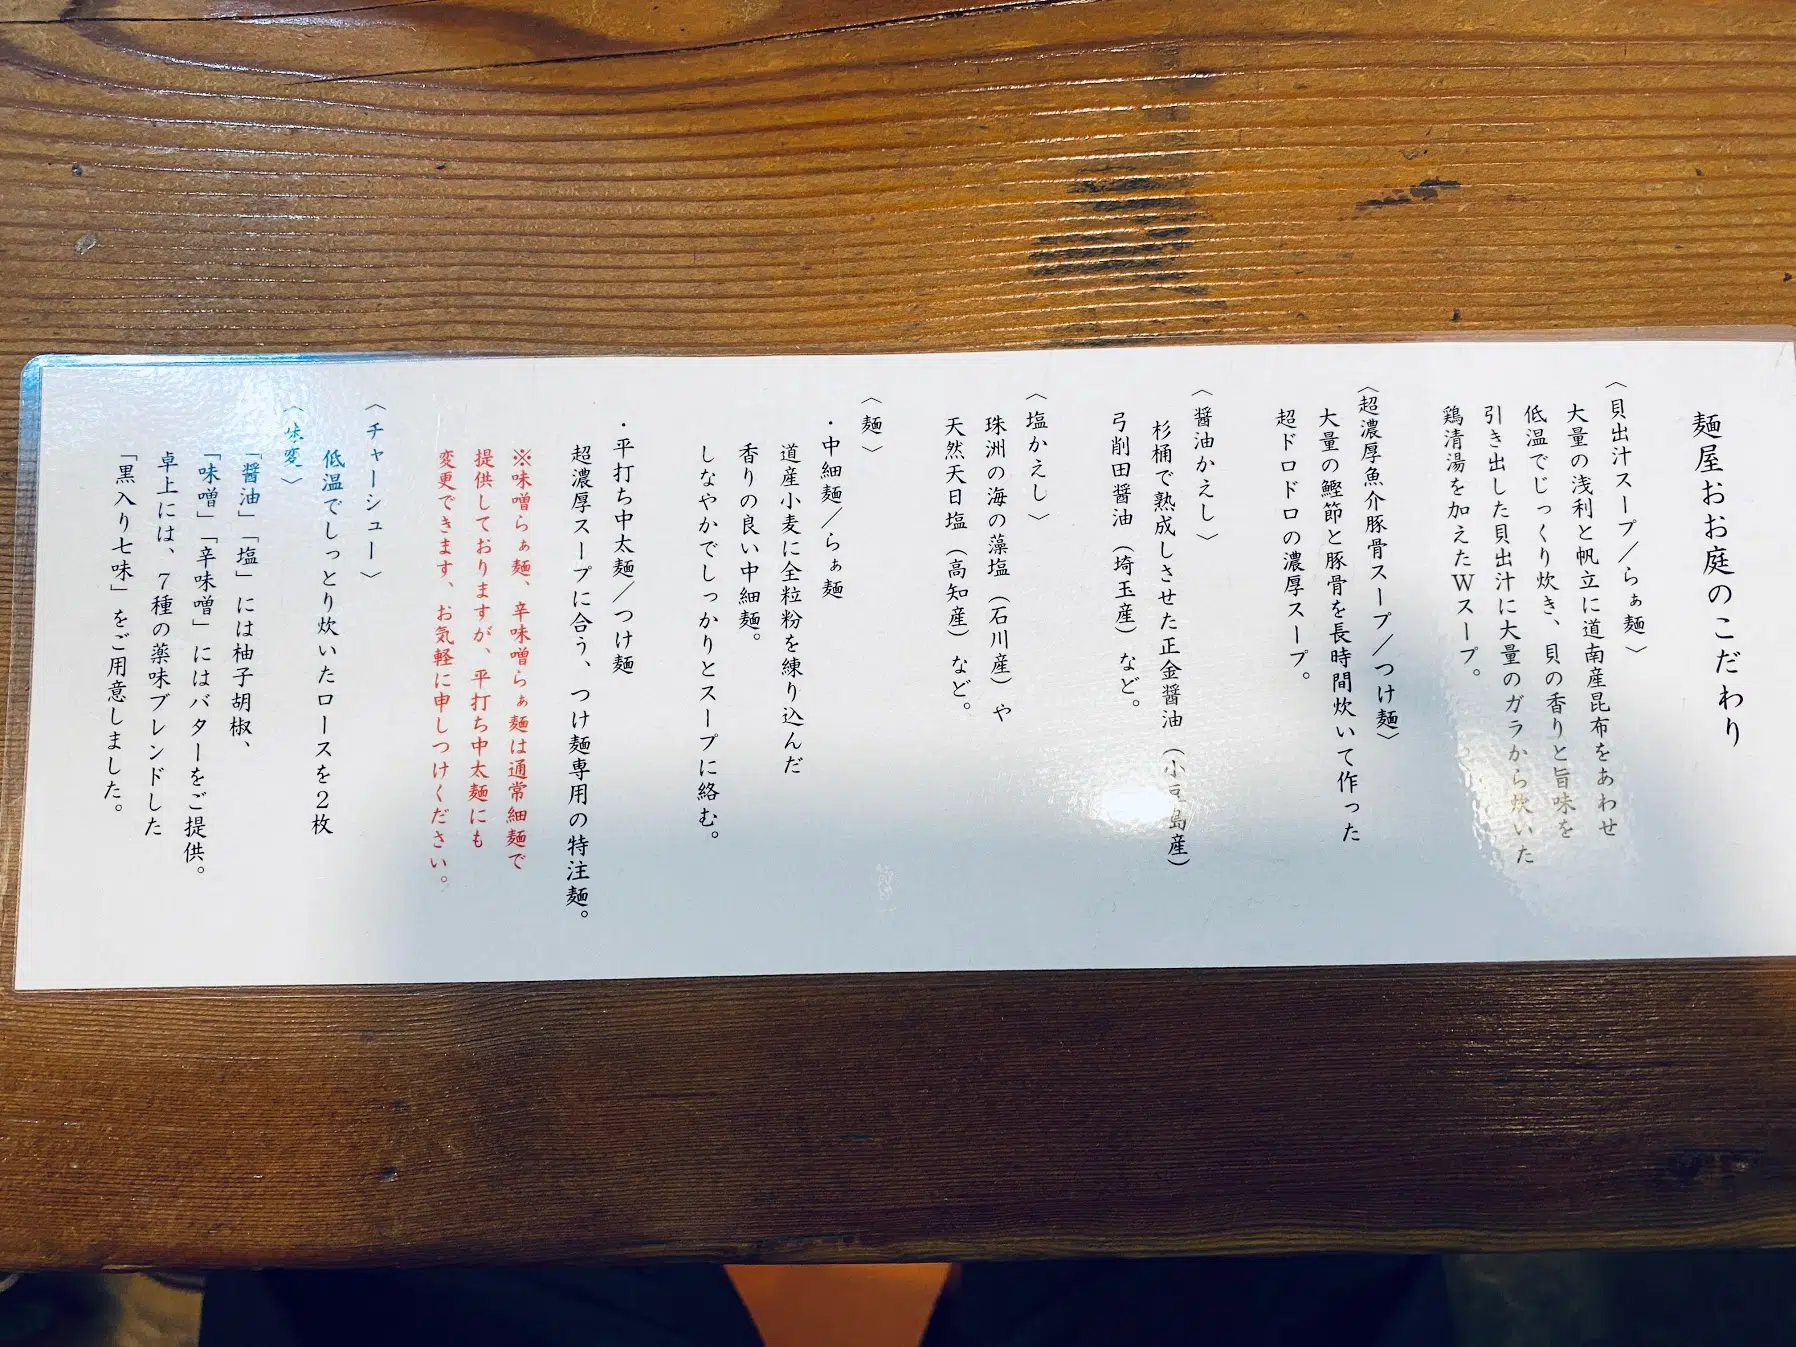 麺屋おお庭のこだわり
〈貝出汁スープ／らぁ麺〉
大量の浅利と帆立に道南産昆布をあわせ
低温でじっくり炊き、貝の香りと旨味を
引き出した貝出汁に大量のガラから炊いた
鶏清湯を加えたＷスープ。
〈超濃厚魚介豚骨スープ／つけ麺〉
大量の鰹節と豚骨を長時間炊いて作った
超ドロドロの濃厚スープ。
〈醤油かえし〉
杉桶で熟成しさせた正金醤油（小豆島産）
弓削田醤油（埼玉産）など。
〈塩かえし〉
珠洲の海の藻塩（石川産）や
天然天日塩（高知産）など。
〈麺〉
・中細麺／らぁ麺
道産小麦に全粒粉を練り込んだ
香りの良い中細麺。
しなやかでしっかりとスープに絡む。
・平打ち中太麺／つけ麺
超濃厚スープに合う、つけ麺専用の特注麺。
※味噌らぁ麺、辛味噌らぁ麺は通常細麺で
提供しておりますが、平打ち中太麺にも
変更できます、お気軽に申しつけください。
〈チャーシュー〉
低温でしっとり炊いたロースを２枚
〈味変〉
「醤油」「塩」には柚子胡椒、
「味噌」「辛味噌」にはバターをご提供。
卓上には、７種の薬味ブレンドした
「黒入り七味」をご用意しました。